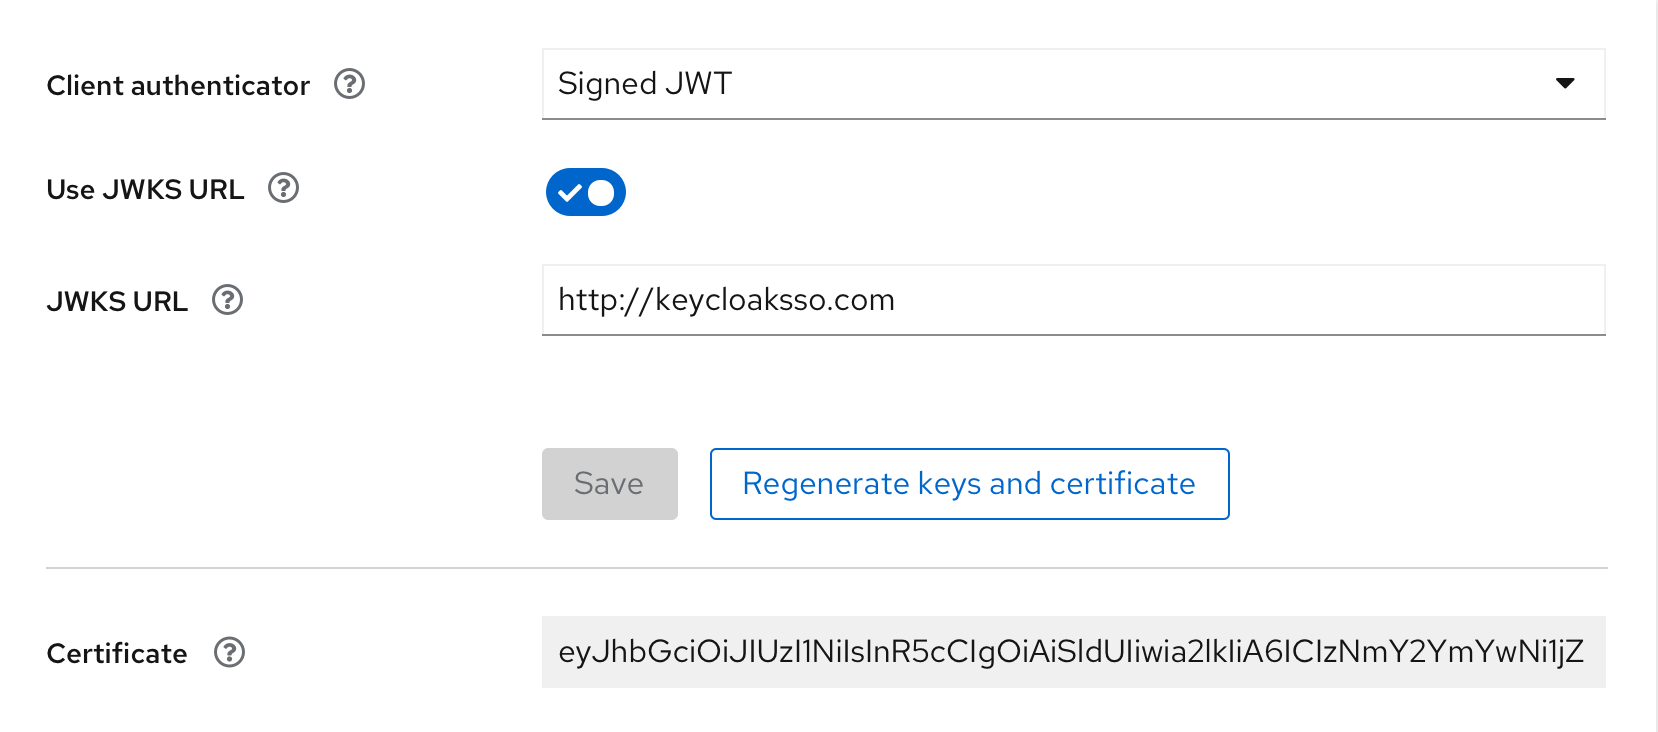 Client authenticator
Signed JWT
Use JWKS URL
JWKS URL
http://keycloaksso.com
Save
Regenerate keys and certificate
Certificate
eyJhbGciOiJIUzI1NiIsInR5cCIgOiAiSldUIiwia2lkIiA6ICIzNmY2YmYwNi1jZ